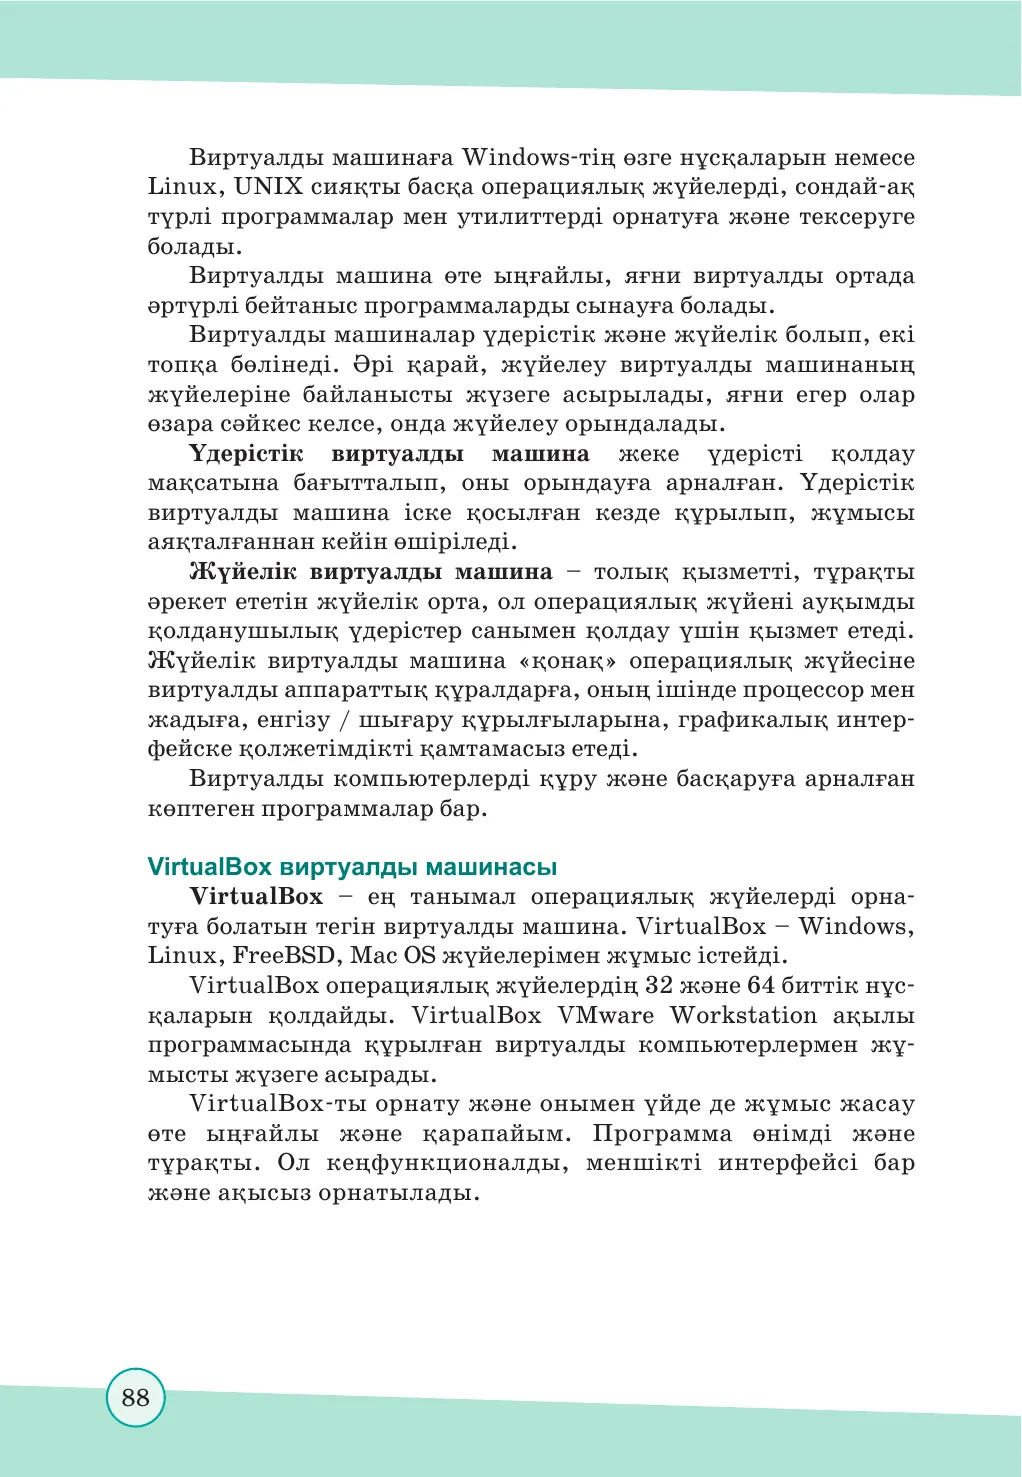 Виртуалды машинаға Windows-тің өзге нұсқаларын немесе
Linux, UNIX сияқты басқа операциялық жүйелерді, сондай-ақ
түрлі программалар мен утилиттерді орнатуға және тексеруге
болады.
Виртуалды машина өте ыңғайлы, яғни виртуалды ортада
әртүрлі бейтаныс программаларды сынауға болады.
Виртуалды машиналар үдерістік және жүйелік болып, екі
топқа бөлінеді. Әрі қарай, жүйелеу виртуалды машинаның
жүйелеріне байланысты жүзеге асырылады, яғни егер олар
өзара сәйкес келсе, онда жүйелеу орындалады.
Үдерістік виртуалды машина жеке үдерісті қолдау
мақсатына бағытталып, оны орындауға арналған. Үдерістік
виртуалды машина іске қосылған кезде құрылып, жұмысы
аяқталғаннан кейін өшіріледі.
Жүйелік виртуалды машина – толық қызметті, тұрақты
әрекет ететін жүйелік орта, ол операциялық жүйені ауқымды
қолданушылық үдерістер санымен қолдау үшін қызмет етеді.
Жүйелік виртуалды машина «қонақ» операциялық жүйесіне
виртуалды аппараттық құралдарға, оның ішінде процессор мен
жадыға, енгізу / шығару құрылғыларына, графикалық интер-
фейске қолжетімдікті қамтамасыз етеді.
Виртуалды компьютерлерді құру және басқаруға арналған
көптеген программалар бар.
VirtualBox виртуалды машинасы
VirtualBox – ең танымал операциялық жүйелерді орна-
туға болатын тегін виртуалды машина. VirtualBox – Windows,
Linux, FreeBSD, Mac OS жүйелерімен жұмыс істейді.
VirtualBox операциялық жүйелердің 32 және 64 биттік нұс-
қаларын қолдайды. VirtualBox VMware Workstation ақылы
программасында құрылған виртуалды компьютерлермен жұ-
мысты жүзеге асырады.
VirtualBox-ты орнату және онымен үйде де жұмыс жасау
өте ыңғайлы және қарапайым. Программа өнімді және
тұрақты. Ол кеңфункционалды, меншікті интерфейсі бар
және ақысыз орнатылады.
88